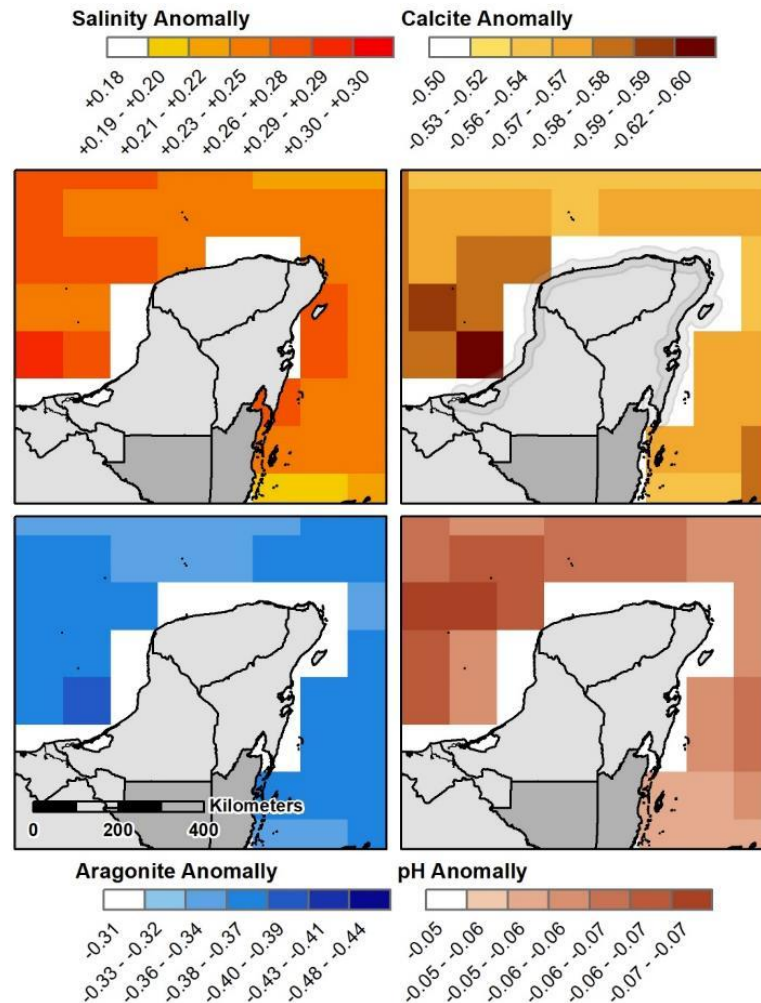 Salinity Anomaly
+0.18
+0.19 - +0.20
+0.21 - +0.22
+0.23 - +0.25
+0.26 - +0.28
+0.29 - +0.29
+0.30 - +0.30
Calcite Anomaly
-0.50
-0.53 - -0.52
-0.56 - -0.54
-0.57 - -0.57
-0.58 - -0.58
-0.59 - -0.59
-0.62 - -0.60
Kilometers
0 200 400
Aragonite Anomaly
-0.31
-0.33 - -0.32
-0.36 - -0.34
-0.38 - -0.37
-0.40 - -0.39
-0.43 - -0.41
-0.48 - -0.44
pH Anomaly
-0.05
-0.05 - -0.06
-0.05 - -0.06
-0.06 - -0.06
-0.06 - -0.07
-0.06 - -0.07
-0.07 - -0.07